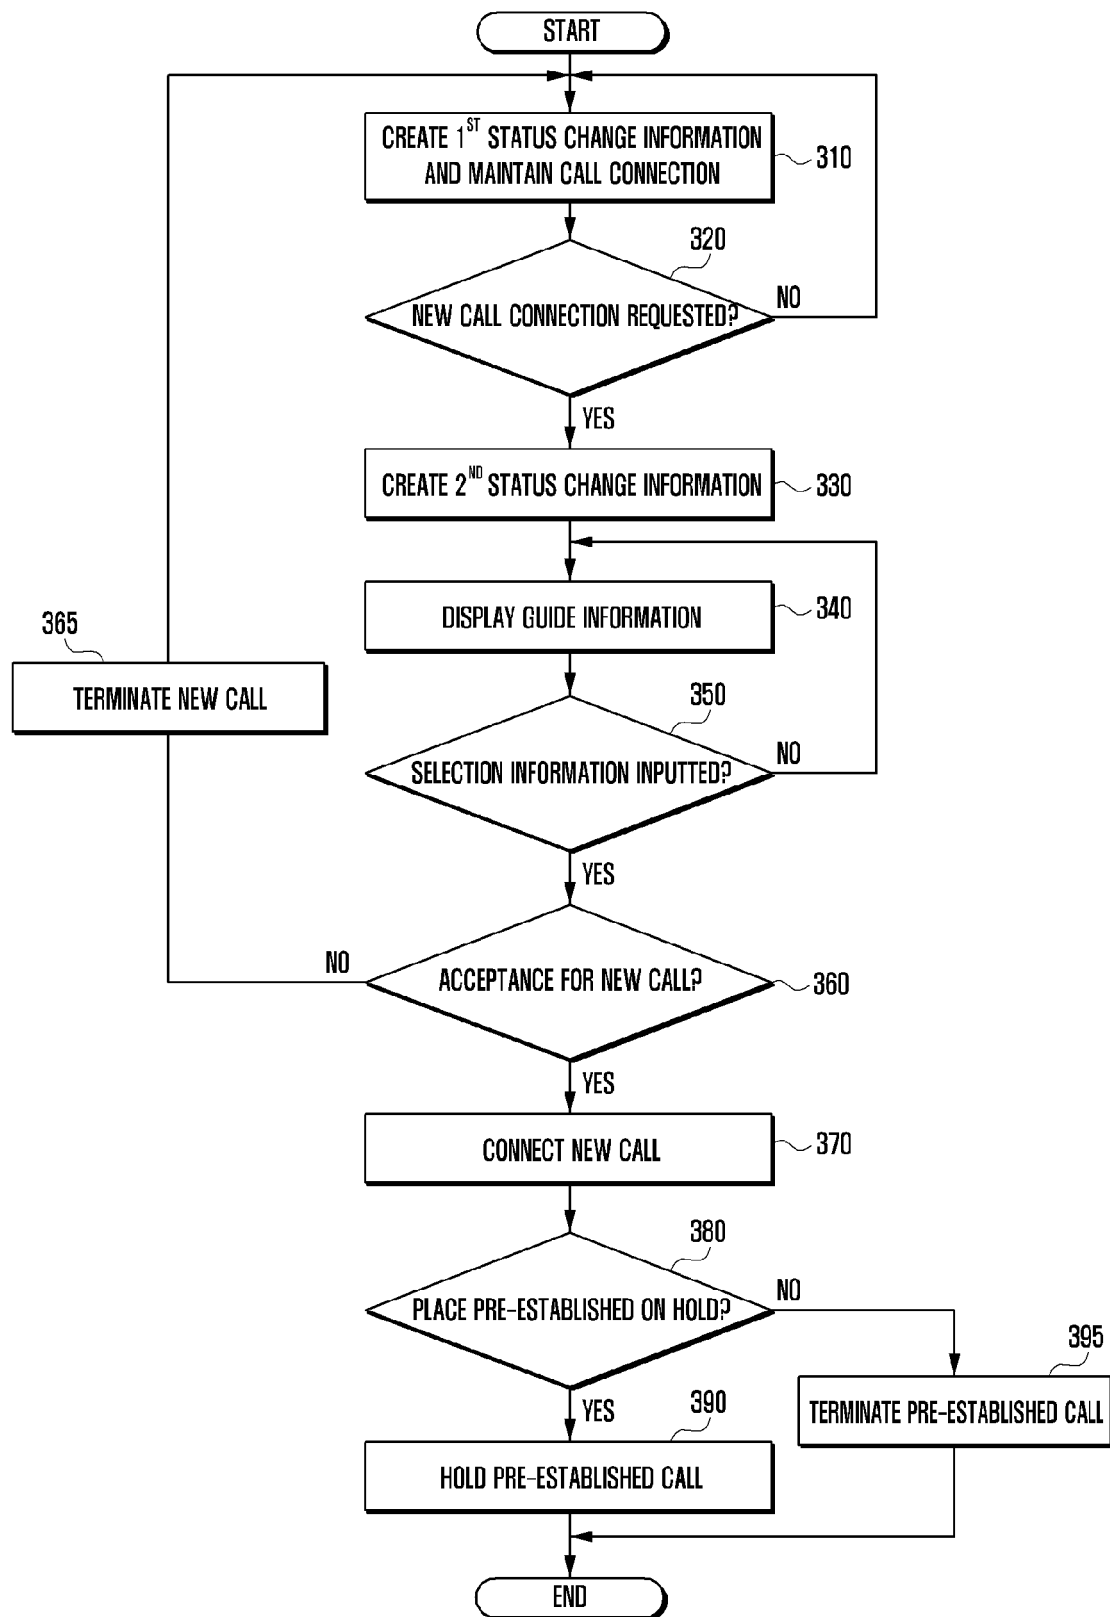 START
CREATE 1ST STATUS CHANGE INFORMATION
AND MAINTAIN CALL CONNECTION
310
320
NEW CALL CONNECTION REQUESTED?
NO
YES
CREATE 2ND STATUS CHANGE INFORMATION
330
DISPLAY GUIDE INFORMATION
340
365
TERMINATE NEW CALL
350
SELECTION INFORMATION INPUTTED?
NO
YES
NO
ACCEPTANCE FOR NEW CALL?
360
YES
CONNECT NEW CALL
370
380
PLACE PRE-ESTABLISHED ON HOLD?
NO
YES
395
TERMINATE PRE-ESTABLISHED CALL
390
HOLD PRE-ESTABLISHED CALL
END